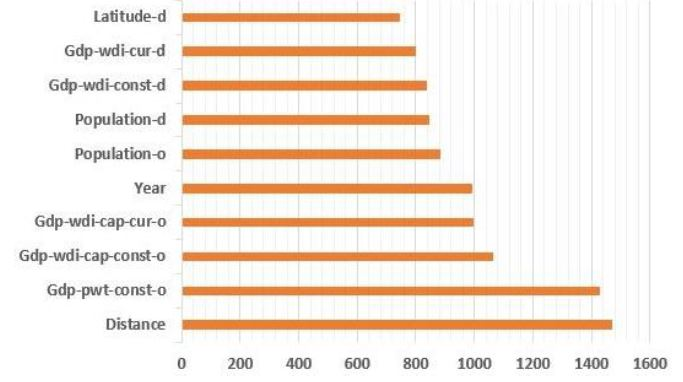 Latitude-d
Gdp-wdi-cur-d
Gdp-wdi-const-d
Population-d
Population-o
Year
Gdp-wdi-cap-cur-o
Gdp-wdi-cap-const-o
Gdp-pwt-const-o
Distance
0 200 400 600 800 1000 1200 1400 1600